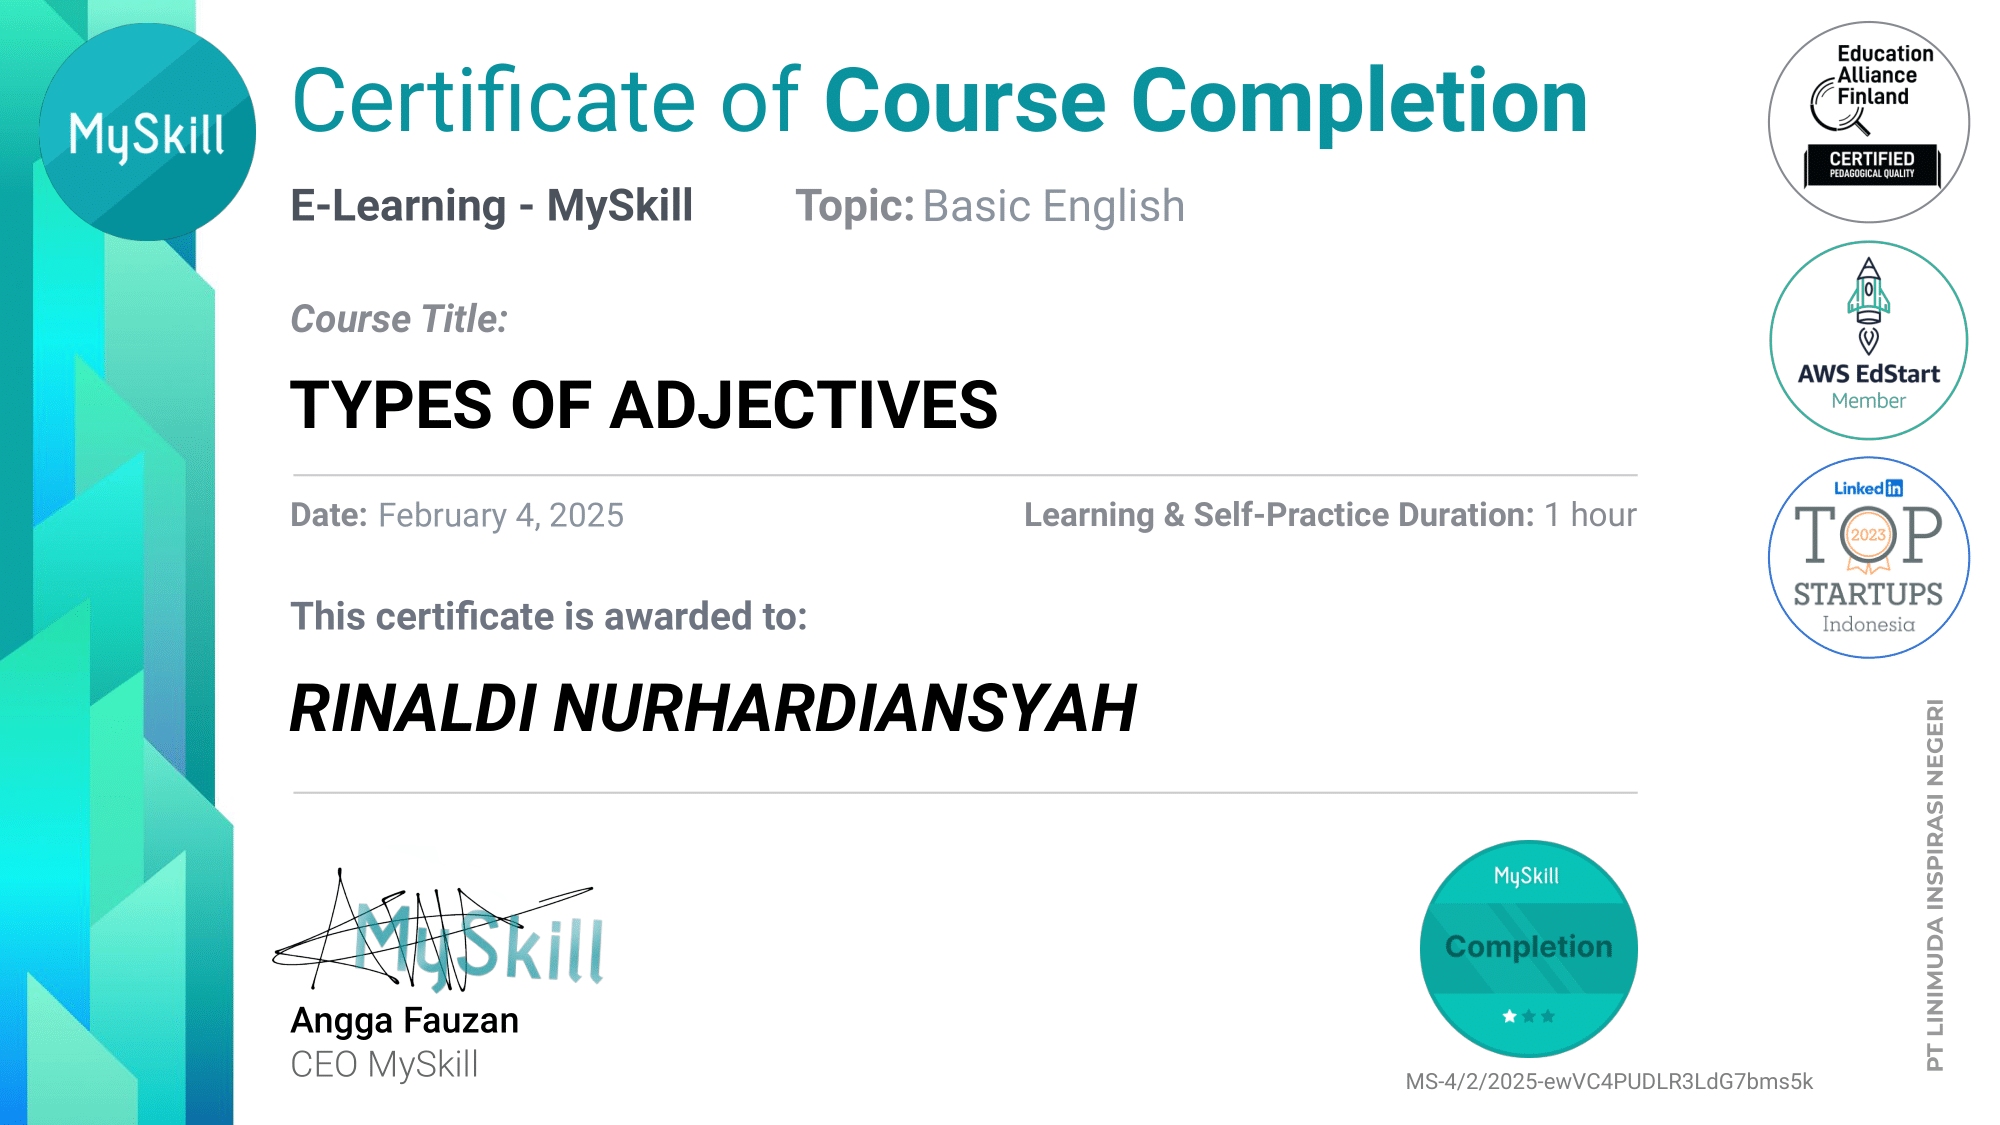 MySkill
Certificate of Course Completion
E-Learning - MySkill
Topic: Basic English
Course Title:
TYPES OF ADJECTIVES
Date: February 4, 2025
Learning & Self-Practice Duration: 1 hour
This certificate is awarded to:
RINALDI NURHARDIANSYAH
MySkill
Angga Fauzan
CEO MySkill
MySkill
Completion
MS-4/2/2025-ewVC4PUDLR3LdG7bms5k
Education
Alliance
Finland
CERTIFIED
PEDAGOGICAL QUALITY
AWS EdStart
Member
Linked in
TOP
2023
STARTUPS
Indonesia
PT LINIMUDA INSPIRASI NEGERI